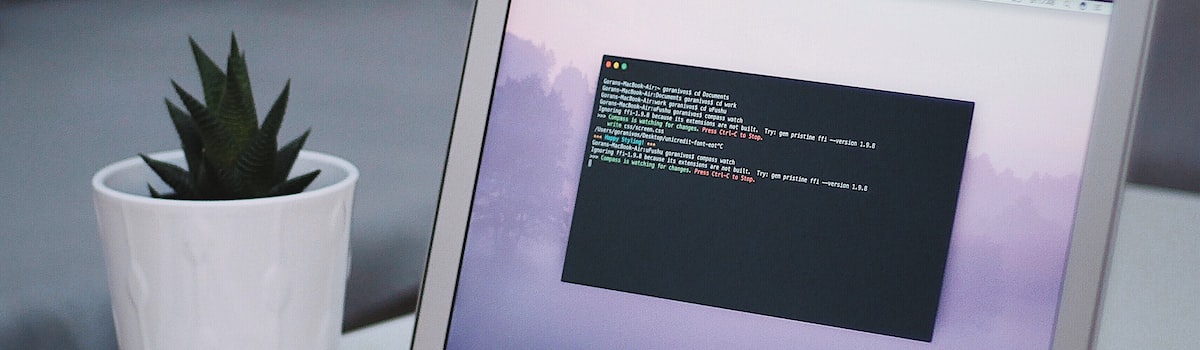 Gorans-MacBook-Air:~ goranivos$ cd Documents
Gorans-MacBook-Air:Documents goranivos$ cd work
Gorans-MacBook-Air:work goranivos$ cd uFushu
Gorans-MacBook-Air:uFushu goranivos$ compass watch
Ignoring ffi-1.9.8 because its extensions are not built. Try: gem pristine ffi --version 1.9.8
>>> Compass is watching for changes. Press Ctrl-C to Stop.
write css/screen.css
/Users/goranivos/Desktop/unicredit-font-eot^C
*** Happy Styling! ***
Gorans-MacBook-Air:uFushu goranivos$ compass watch
Ignoring ffi-1.9.8 because its extensions are not built. Try: gem pristine ffi --version 1.9.8
>>> Compass is watching for changes. Press Ctrl-C to Stop.